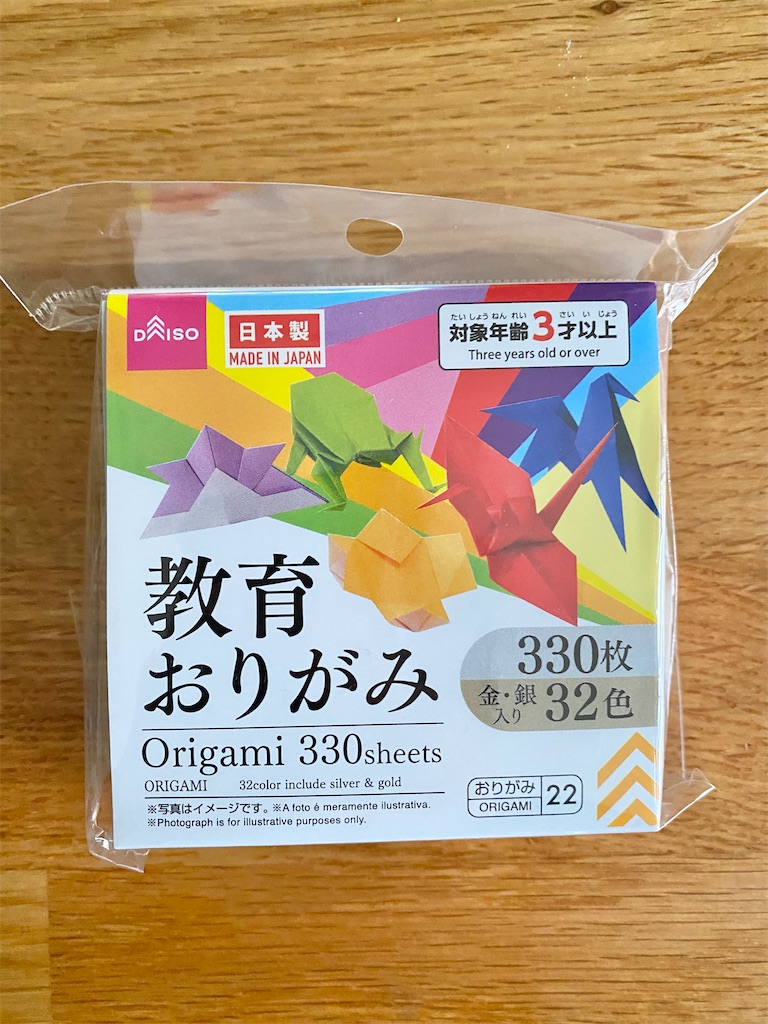 DAISO
日本製
MADE IN JAPAN
たいしょうねんれい さい いじょう
対象年齢3才以上
Three years old or over
教育
おりがみ
Origami 330sheets
ORIGAMI 32color include silver & gold
※写真はイメージです。※A foto é meramente ilustrativa.
※Photograph is for illustrative purposes only.
330枚
金・銀
入り
32色
おりがみ
ORIGAMI
22